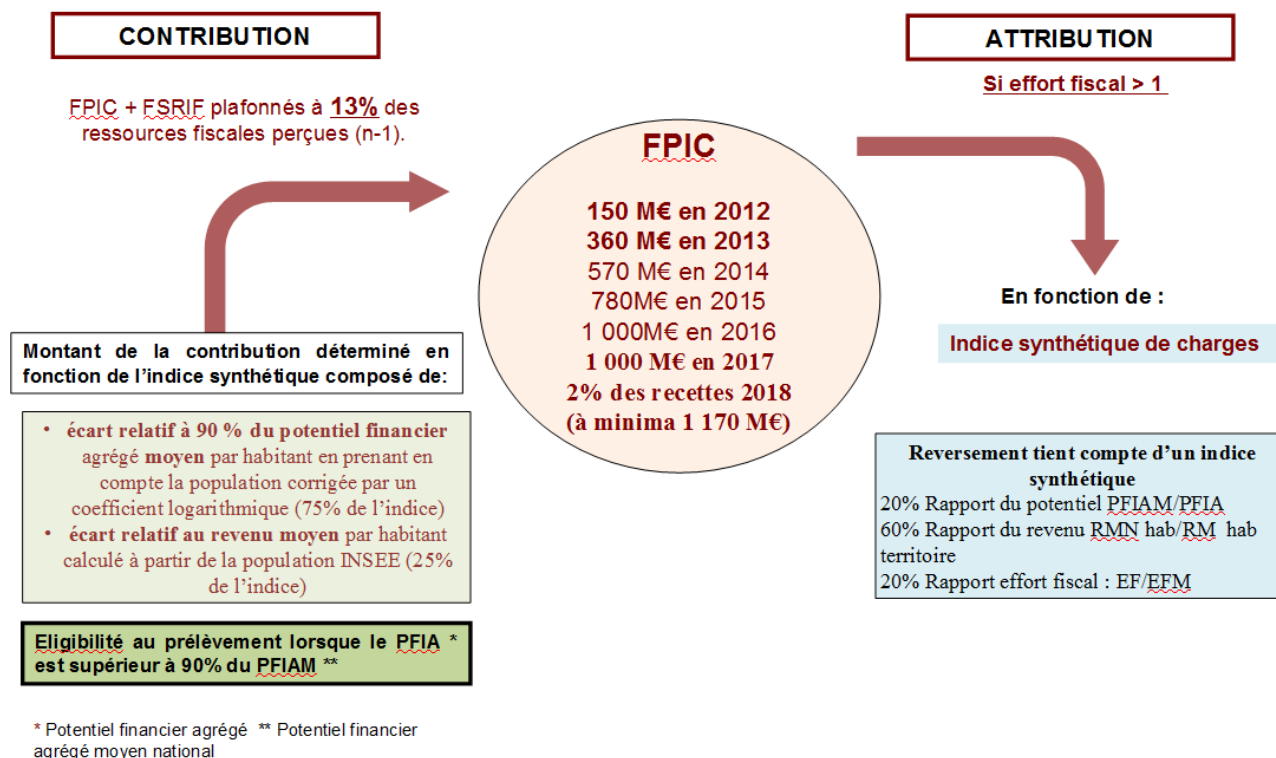 CONTRIBUTION
FPIC + FSRIF plafonnés à 13% des
ressources fiscales perçues (n-1).
Montant de la contribution déterminé en
fonction de l'indice synthétique composé de:
• écart relatif à 90 % du potentiel financier
agrégé moyen par habitant en prenant en
compte la population corrigée par un
coefficient logarithmique (75% de l'indice)
• écart relatif au revenu moyen par habitant
calculé à partir de la population INSEE (25%
de l'indice)
Eligibilité au prélèvement lorsque le PFIA *
est supérieur à 90% du PFIAM **
* Potentiel financier agrégé ** Potentiel financier
agrégé moyen national
FPIC
150 M€ en 2012
360 M€ en 2013
570 M€ en 2014
780M€ en 2015
1 000M€ en 2016
1 000 M€ en 2017
2% des recettes 2018
(à minima 1 170 M€)
ATTRIBUTION
Si effort fiscal > 1
En fonction de :
Indice synthétique de charges
Reversement tient compte d'un indice
synthétique
20% Rapport du potentiel PFIAM/PFIA
60% Rapport du revenu RMN hab/RM hab
territoire
20% Rapport effort fiscal : EF/EFM